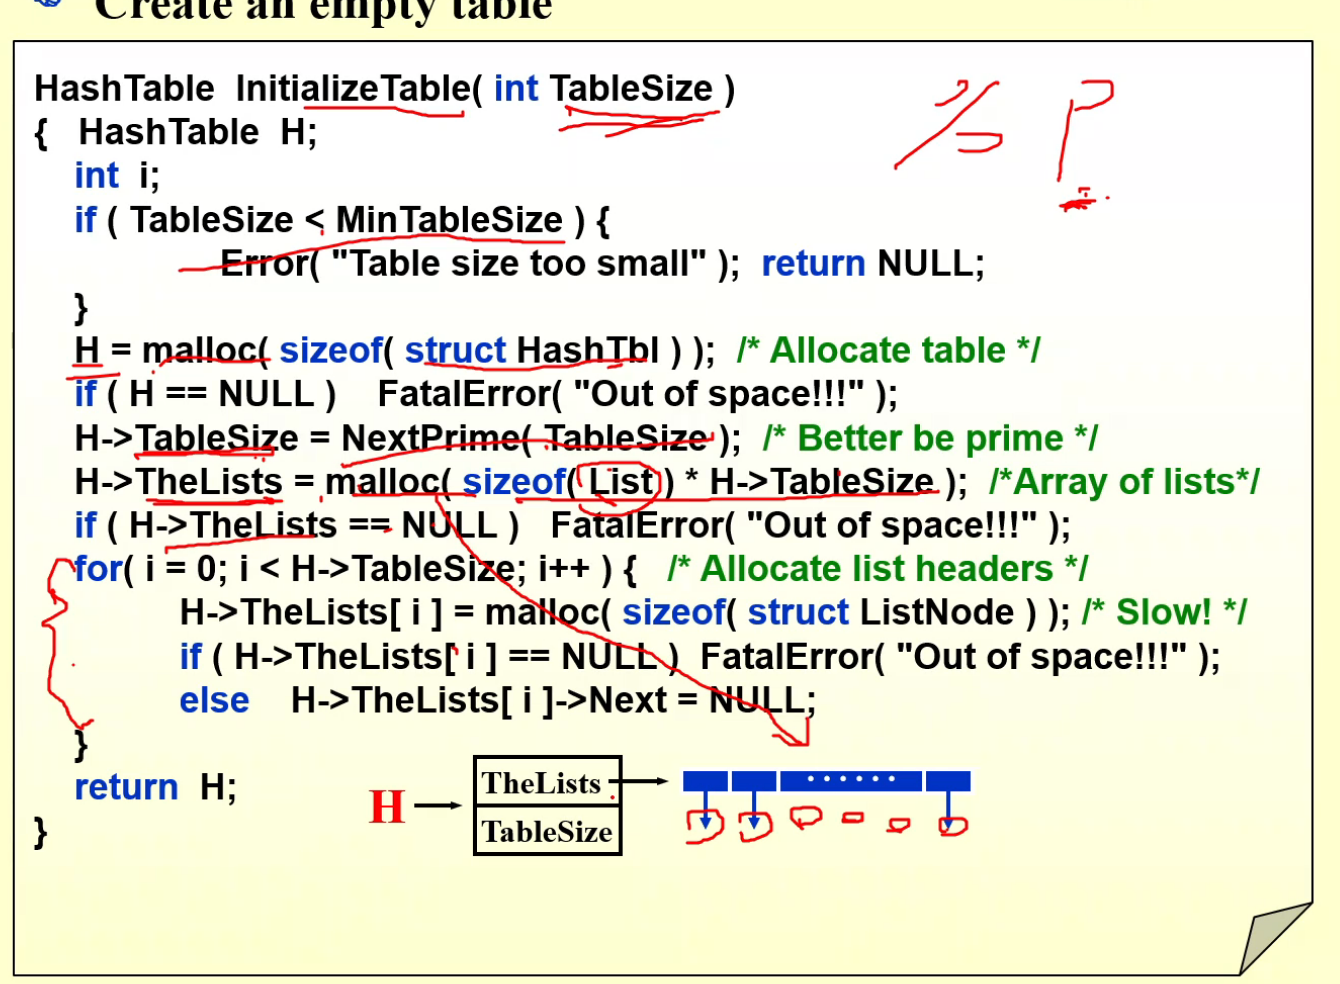 Create an empty table
HashTable InitializeTable( int TableSize )
{ HashTable H;
int i;
if ( TableSize < MinTableSize ) {
Error( "Table size too small" ); return NULL;
}
H = malloc( sizeof( struct HashTbl ) ); /* Allocate table */
if ( H == NULL ) FatalError( "Out of space!!!" );
H->TableSize = NextPrime( TableSize ); /* Better be prime */
H->TheLists = malloc( sizeof( List ) * H->TableSize ); /*Array of lists*/
if ( H->TheLists == NULL ) FatalError( "Out of space!!!" );
for( i = 0; i < H->TableSize; i++ ) { /* Allocate list headers */
H->TheLists[ i ] = malloc( sizeof( struct ListNode ) ); /* Slow! */
if ( H->TheLists[ i ] == NULL ) FatalError( "Out of space!!!" );
else H->TheLists[ i ]->Next = NULL;
}
return H;
}
% P
H
TheLists
TableSize